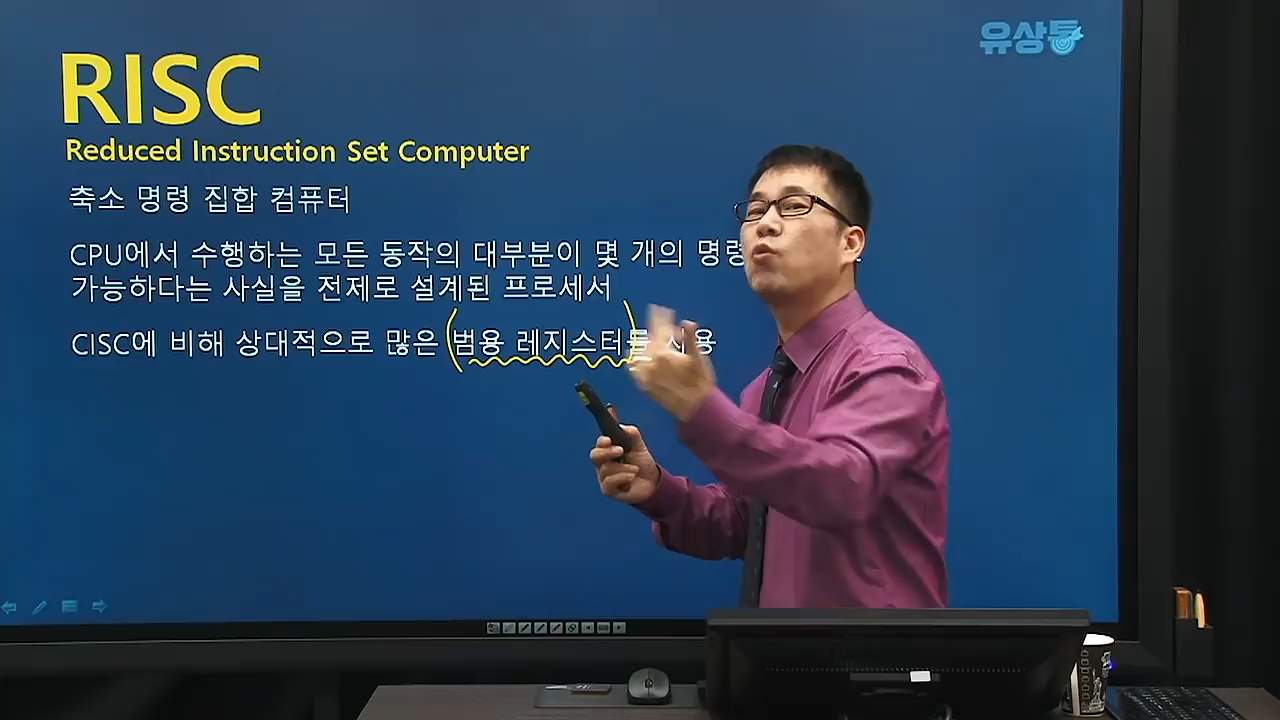 유상통
RISC
Reduced Instruction Set Computer
축소 명령 집합 컴퓨터
CPU에서 수행하는 모든 동작의 대부분이 몇 개의 명령
가능하다는 사실을 전제로 설계된 프로세서
CISC에 비해 상대적으로 많은 범용 레지스터를 사용